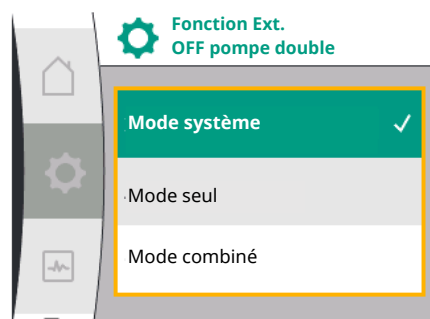 Fonction Ext.
OFF pompe double
Mode système
Mode seul
Mode combiné